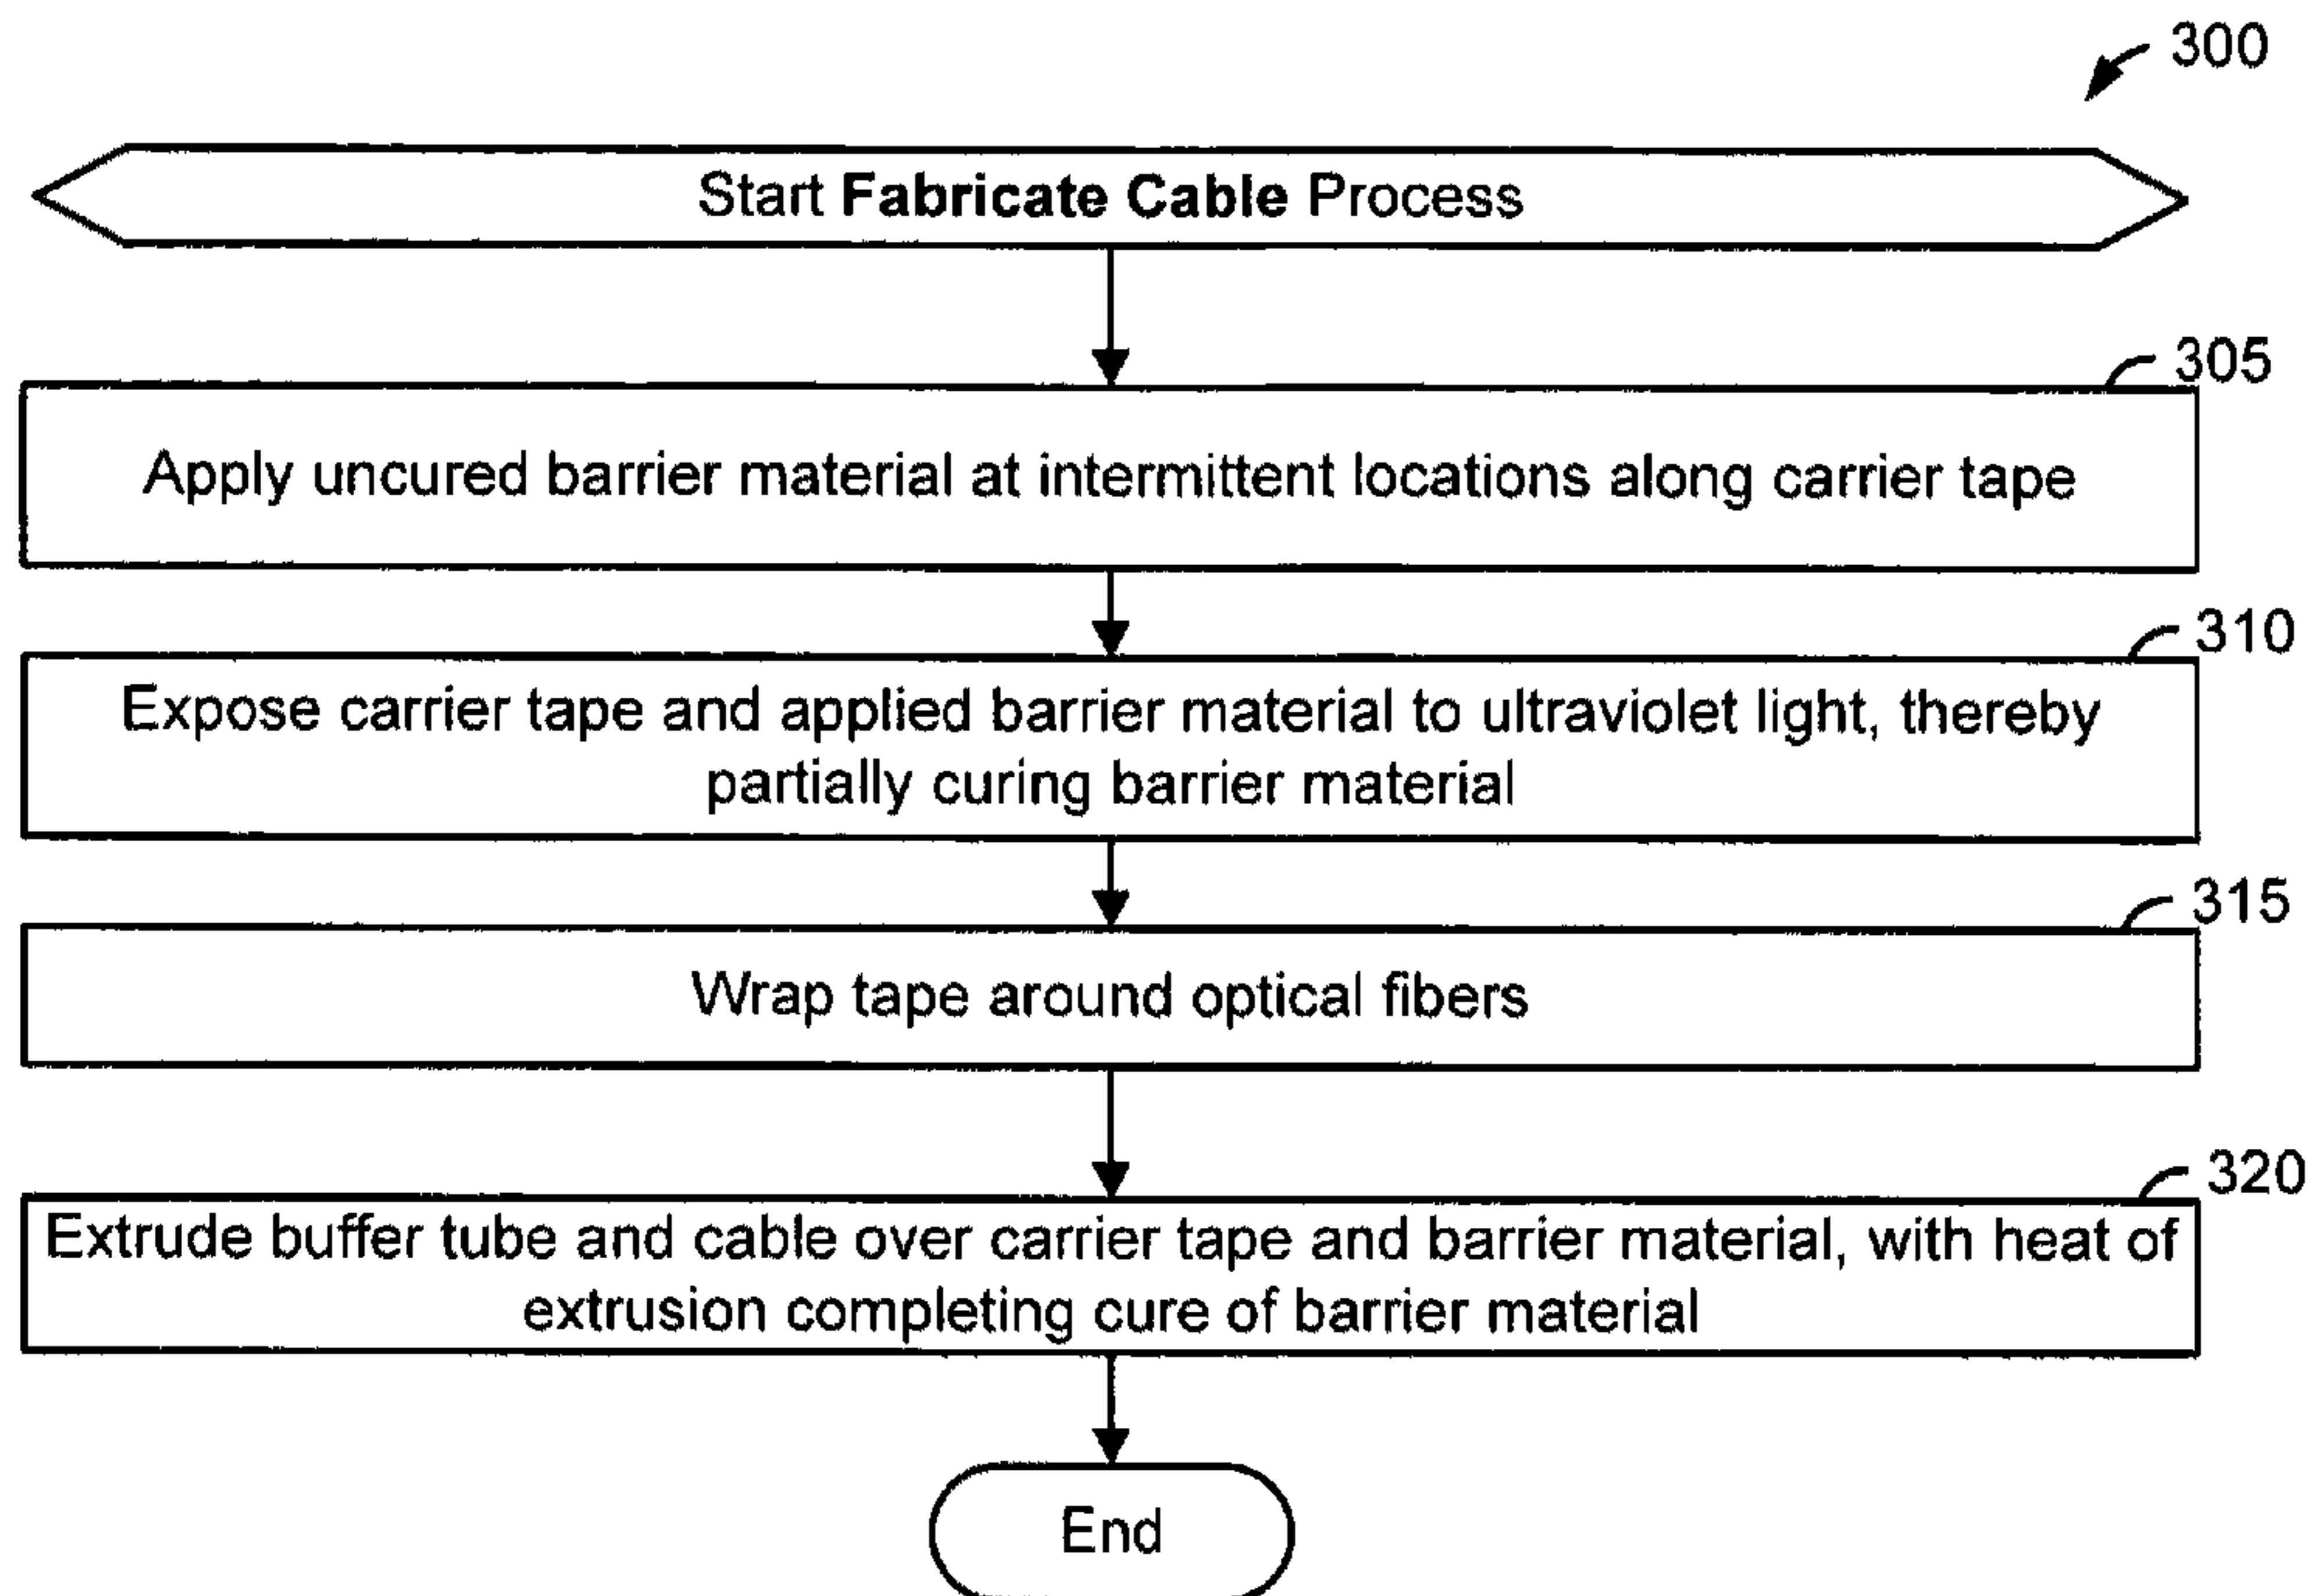 300
Start Fabricate Cable Process
305
Apply uncured barrier material at intermittent locations along carrier tape
310
Expose carrier tape and applied barrier material to ultraviolet light, thereby
partially curing barrier material
315
Wrap tape around optical fibers
320
Extrude buffer tube and cable over carrier tape and barrier material, with heat of
extrusion completing cure of barrier material
End